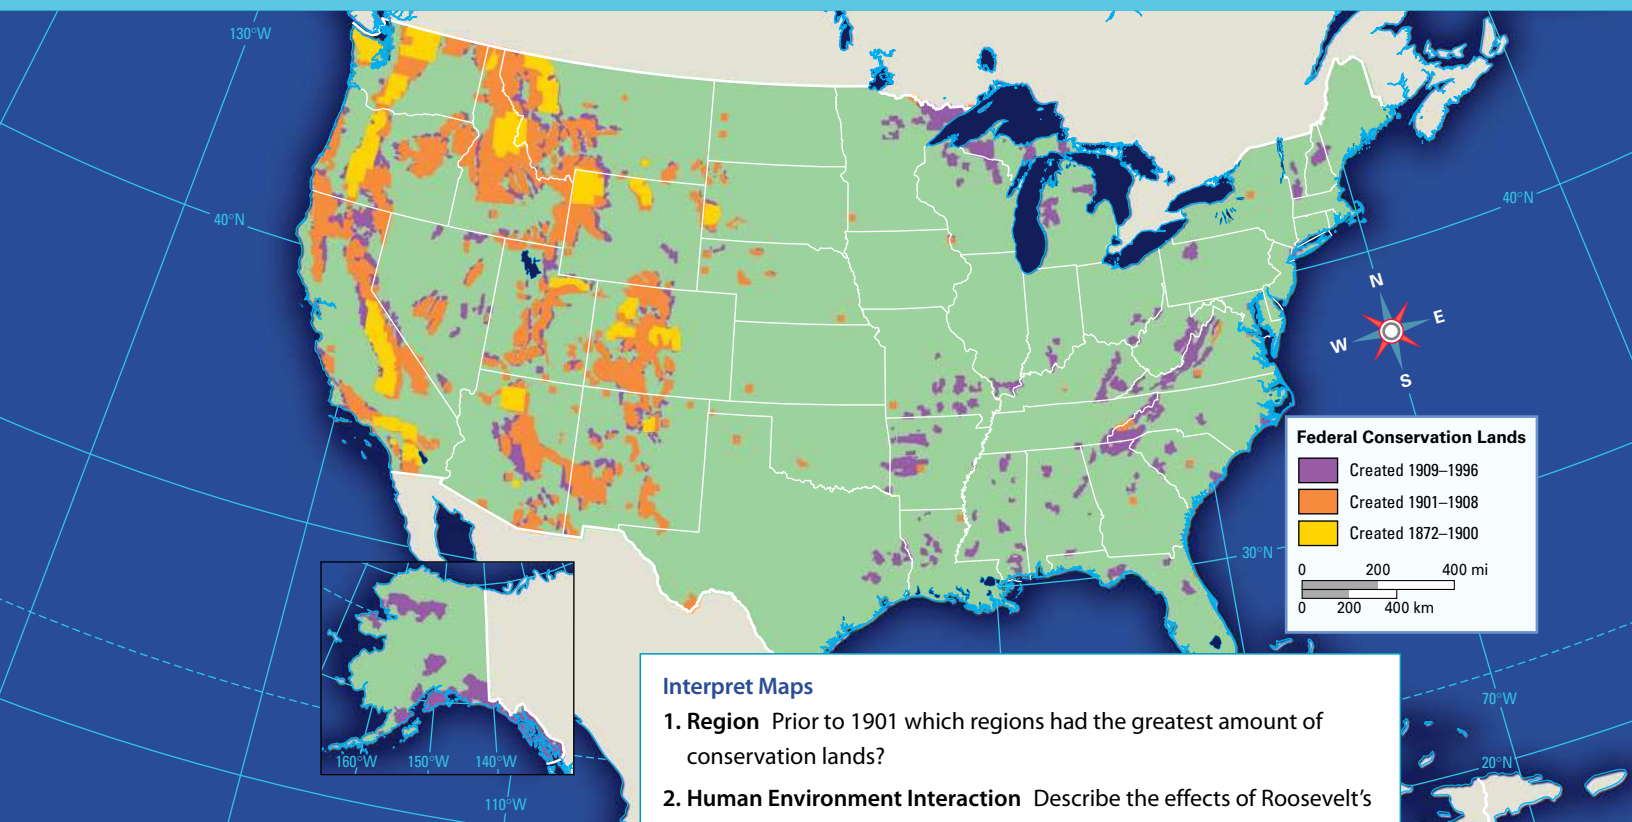 130°W
40°N
40°N
N
E
W
S
Federal Conservation Lands
Created 1909–1996
Created 1901–1908
Created 1872–1900
0 200 400 mi
0 200 400 km
30°N
70°W
20°N
160°W 150°W 140°W
110°W
Interpret Maps
1. Region Prior to 1901 which regions had the greatest amount of
conservation lands?
2. Human Environment Interaction Describe the effects of Roosevelt’s